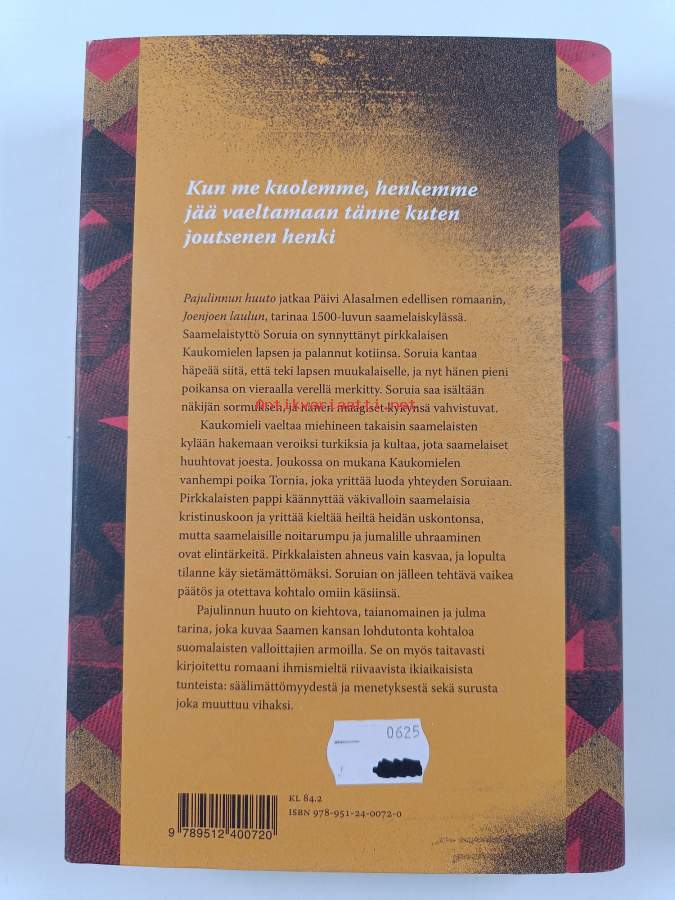 Kun me kuolemme, henkemme
jää vaeltamaan tänne kuten
joutsenen henki
Pajulinnun huuto jatkaa Päivi Alasalmen edellisen romaanin,
Joenjoen laulun, tarinaa 1500-luvun saamelaiskylässä.
Saamelaistyttö Soruia on synnyttänyt pirkkalaisen
Kaukomielen lapsen ja palannut kotiinsa. Soruia kantaa
häpeää siitä, että teki lapsen muukalaiselle, ja nyt hänen pieni
poikansa on vieraalla verellä merkitty. Soruia saa isältään
näkijän sormuksen, ja hänen maagiset kykynsä vahvistuvat.
Antikvariaatti.net
Kaukomieli vaeltaa miehineen takaisin saamelaisten
kylään hakemaan veroiksi turkiksia ja kultaa, jota saamelaiset
huuhtovat joesta. Joukossa on mukana Kaukomielen
vanhempi poika Tornia, joka yrittää luoda yhteyden Soruiaan.
Pirkkalaisten pappi käännyttää väkivalloin saamelaisia
kristinuskoon ja yrittää kieltää heiltä heidän uskontonsa,
mutta saamelaisille noitarumpu ja jumalille uhraaminen
ovat elintärkeitä. Pirkkalaisten ahneus vain kasvaa, ja lopulta
tilanne käy sietämättömäksi. Soruian on jälleen tehtävä vaikea
päätös ja otettava kohtalo omiin käsiinsä.
Pajulinnun huuto on kiehtova, taianomainen ja julma
tarina, joka kuvaa Saamen kansan lohdutonta kohtaloa
suomalaisten valloittajien armoilla. Se on myös taitavasti
kirjoitettu romaani ihmismieltä riivaavista ikiaikaisista
tunteista: säälimättömyydestä ja menetyksestä sekä surusta
joka muuttuu vihaksi.
0625
KL 84.2
ISBN 978-951-24-0072-0
9 789512 400720